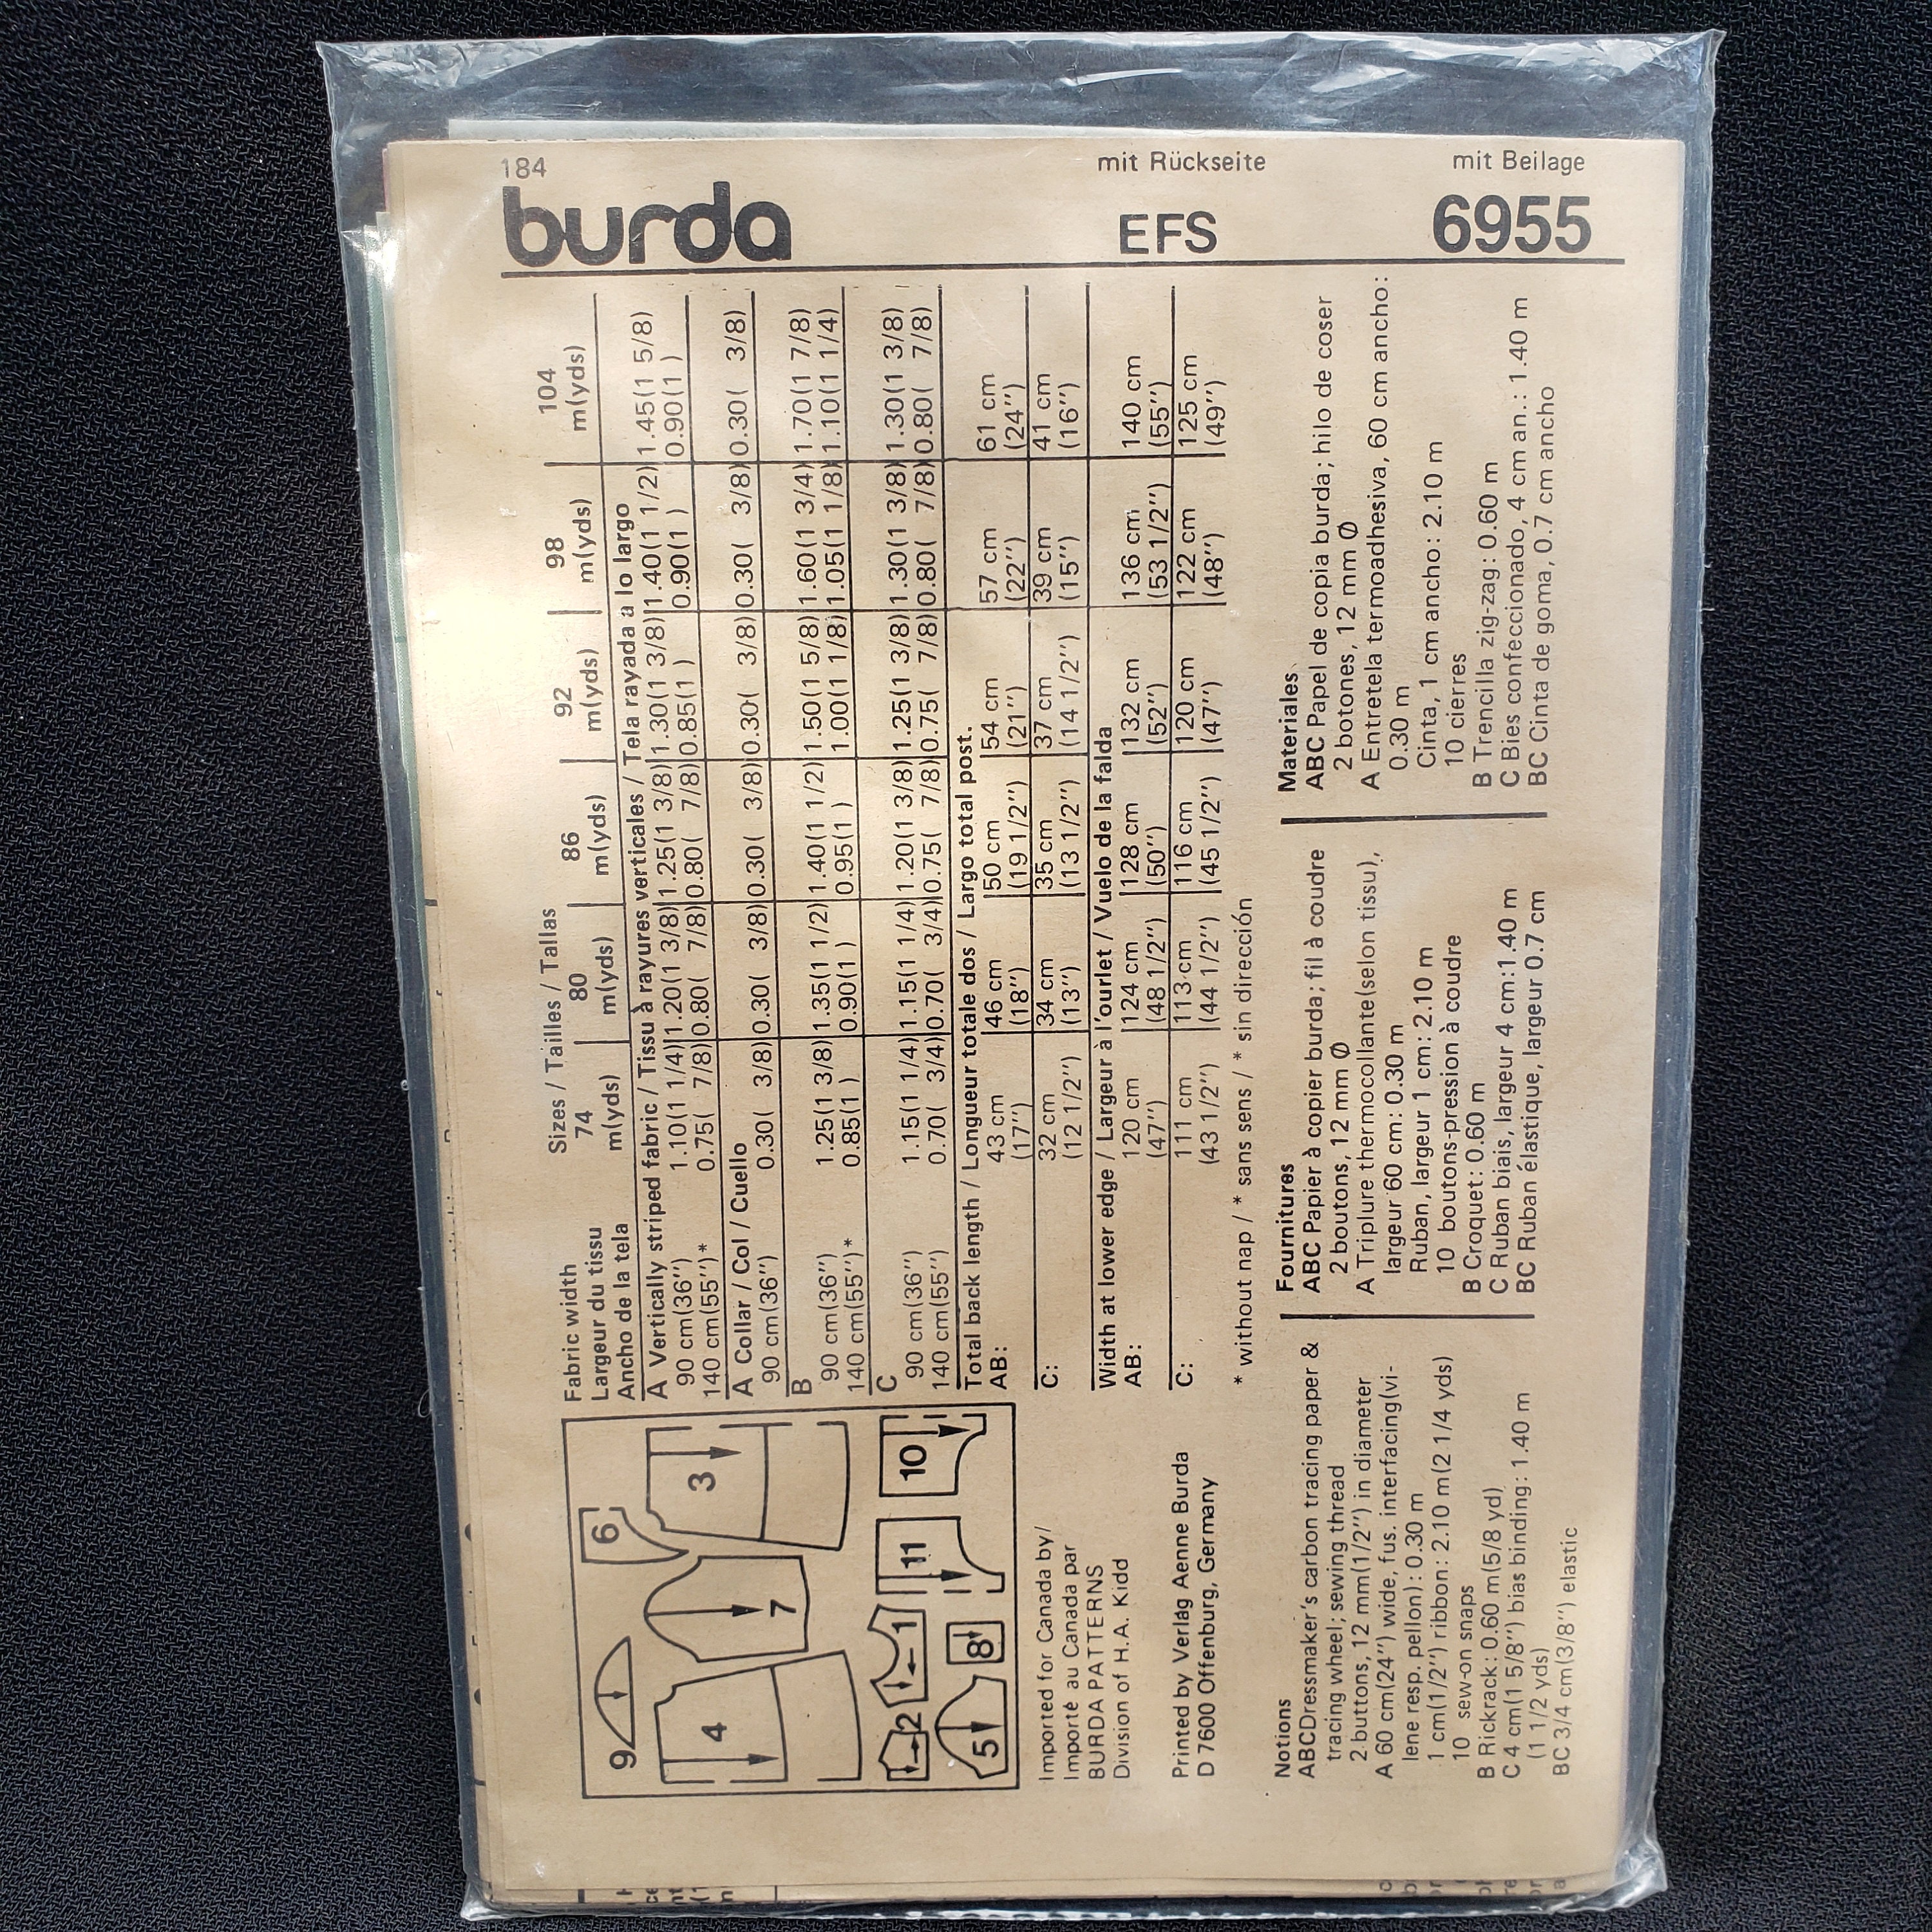 184
mit Rückseite
mit Beilage
burda
EFS
6955
Sizes / Tailles / Tallas
Fabric width
Largeur du tissu
Ancho de la tela
74 80 86 92 98 104
m(yds) m(yds) m(yds) m(yds) m(yds) m(yds)
A Vertically striped fabric / Tissu à rayures verticales / Tela rayada a lo largo
90 cm(36") 1.10(1 1/4) 1.20(1 3/8) 1.25(1 3/8) 1.30(1 3/8) 1.40(1 1/2) 1.45(1 5/8)
140 cm(55")* 0.75( 7/8) 0.80( 7/8) 0.80( 7/8) 0.85(1 ) 0.90(1 ) 0.90(1 )
A Collar / Col / Cuello
90 cm(36") 0.30( 3/8) 0.30( 3/8) 0.30( 3/8) 0.30( 3/8) 0.30( 3/8) 0.30( 3/8)
B
90 cm(36") 1.25(1 3/8) 1.35(1 1/2) 1.40(1 1/2) 1.50(1 5/8) 1.60(1 3/4) 1.70(1 7/8)
140 cm(55")* 0.85(1 ) 0.90(1 ) 0.95(1 ) 1.00(1 1/8) 1.05(1 1/8) 1.10(1 1/4)
C
90 cm(36") 1.15(1 1/4) 1.15(1 1/4) 1.20(1 3/8) 1.25(1 3/8) 1.30(1 3/8) 1.30(1 3/8)
140 cm(55") 0.70( 3/4) 0.70( 3/4) 0.75( 7/8) 0.75( 7/8) 0.80( 7/8) 0.80( 7/8)
Total back length / Longueur totale dos / Largo total post.
AB: 43 cm 46 cm 50 cm 54 cm 57 cm 61 cm
(17") (18") (19 1/2") (21") (22") (24")
C: 32 cm 34 cm 35 cm 37 cm 39 cm 41 cm
(12 1/2") (13") (13 1/2") (14 1/2") (15") (16")
Width at lower edge / Largeur à l'ourlet / Vuelo de la falda
AB: 120 cm 124 cm 128 cm 132 cm 136 cm 140 cm
(47") (48 1/2") (50") (52") (53 1/2") (55")
C: 111 cm 113 cm 116 cm 120 cm 122 cm 125 cm
(43 1/2") (44 1/2") (45 1/2") (47") (48") (49")
* without nap / * sans sens / * sin dirección
9 6
4 7 3
2 1 11 10
5 8
Imported for Canada by/
Importé au Canada par
BURDA PATTERNS
Division of H.A. Kidd
Printed by Verlag Aenne Burda
D 7600 Offenburg, Germany
Notions
ABCDressmaker's carbon tracing paper &
tracing wheel; sewing thread
2 buttons, 12 mm(1/2") in diameter
A 60 cm(24") wide, fus. interfacing(vi-
lene resp. pellon): 0.30 m
1 cm(1/2") ribbon: 2.10 m(2 1/4 yds)
10 sew-on snaps
B Rickrack: 0.60 m(5/8 yd)
C 4 cm(1 5/8") bias binding: 1.40 m
(1 1/2 yds)
BC 3/4 cm(3/8") elastic
Fournitures
ABC Papier à copier burda; fil à coudre
2 boutons, 12 mm Ø
A Triplure thermocollante(selon tissu),
largeur 60 cm: 0.30 m
Ruban, largeur 1 cm: 2.10 m
10 boutons-pression à coudre
B Croquet: 0.60 m
C Ruban biais, largeur 4 cm:1.40 m
BC Ruban élastique, largeur 0.7 cm
Materiales
ABC Papel de copia burda; hilo de coser
2 botones, 12 mm Ø
A Entretela termoadhesiva, 60 cm ancho:
0.30 m
Cinta, 1 cm ancho: 2.10 m
10 cierres
B Trencilla zig-zag: 0.60 m
C Bies confeccionado, 4 cm an.: 1.40 m
BC Cinta de goma, 0.7 cm ancho